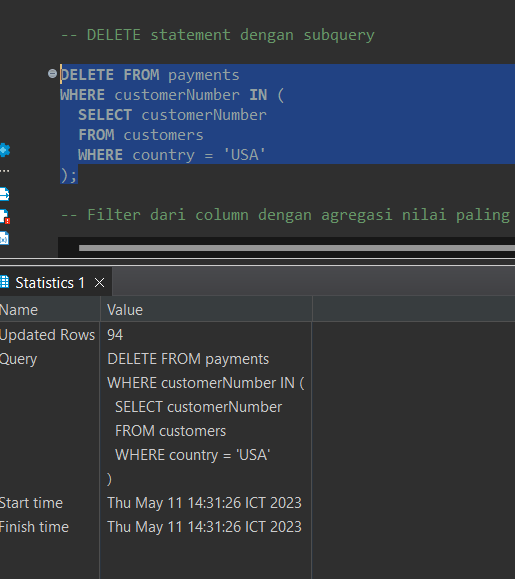 -- DELETE statement dengan subquery
DELETE FROM payments
WHERE customerNumber IN (
SELECT customerNumber
FROM customers
WHERE country = 'USA'
);
-- Filter dari column dengan agregasi nilai paling
Statistics 1
Name Value
Updated Rows 94
Query DELETE FROM payments
WHERE customerNumber IN (
SELECT customerNumber
FROM customers
WHERE country = 'USA'
)
Start time Thu May 11 14:31:26 ICT 2023
Finish time Thu May 11 14:31:26 ICT 2023